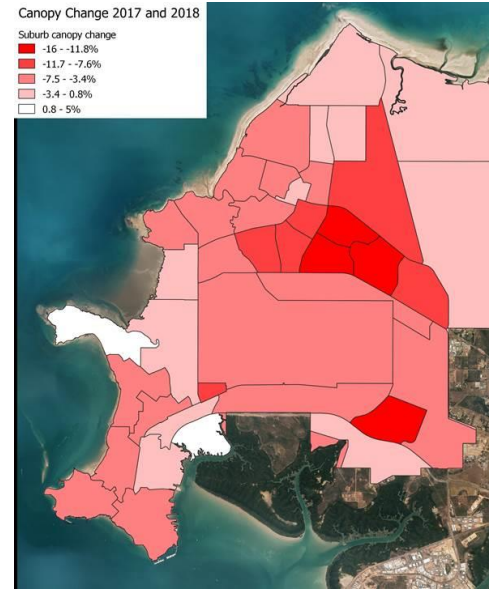 Canopy Change 2017 and 2018
Suburb canopy change
-16 - -11.8%
-11.7 - -7.6%
-7.5 - -3.4%
-3.4 - 0.8%
0.8 - 5%